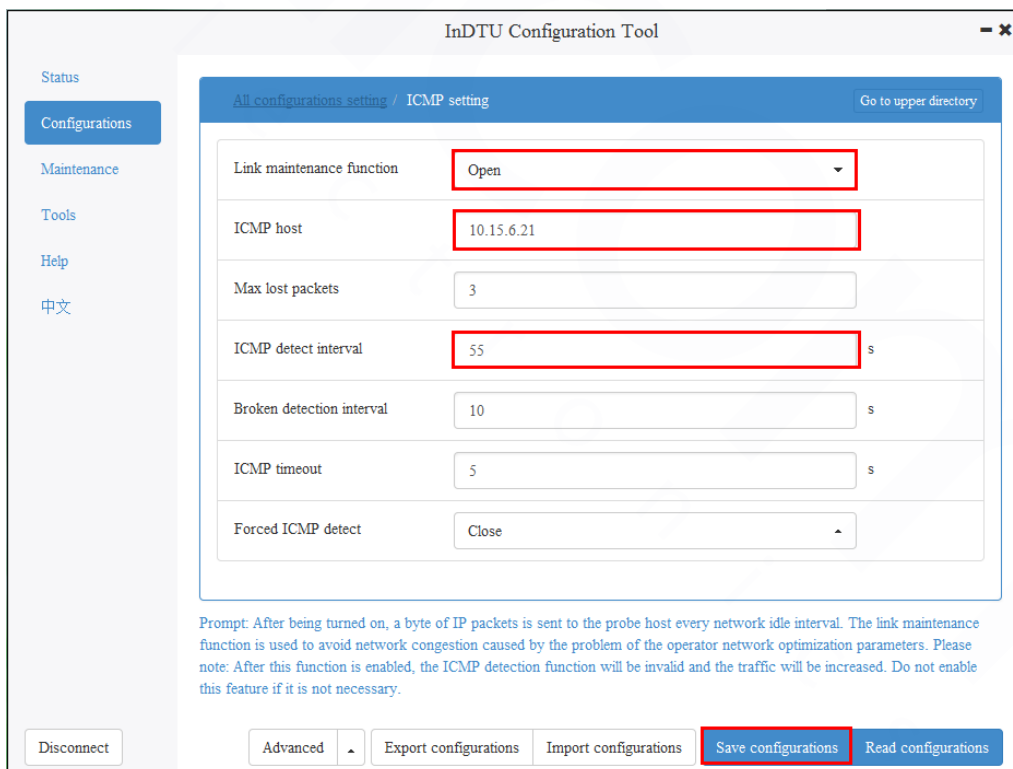 InDTU Configuration Tool
Status
Configurations
Maintenance
Tools
Help
中文
All configurations setting / ICMP setting
Go to upper directory
Link maintenance function
Open
ICMP host
10.15.6.21
Max lost packets
3
ICMP detect interval
55
s
Broken detection interval
10
s
ICMP timeout
5
s
Forced ICMP detect
Close
Prompt: After being turned on, a byte of IP packets is sent to the probe host every network idle interval. The link maintenance
function is used to avoid network congestion caused by the problem of the operator network optimization parameters. Please
note: After this function is enabled, the ICMP detection function will be invalid and the traffic will be increased. Do not enable
this feature if it is not necessary.
Disconnect
Advanced
Export configurations
Import configurations
Save configurations
Read configurations